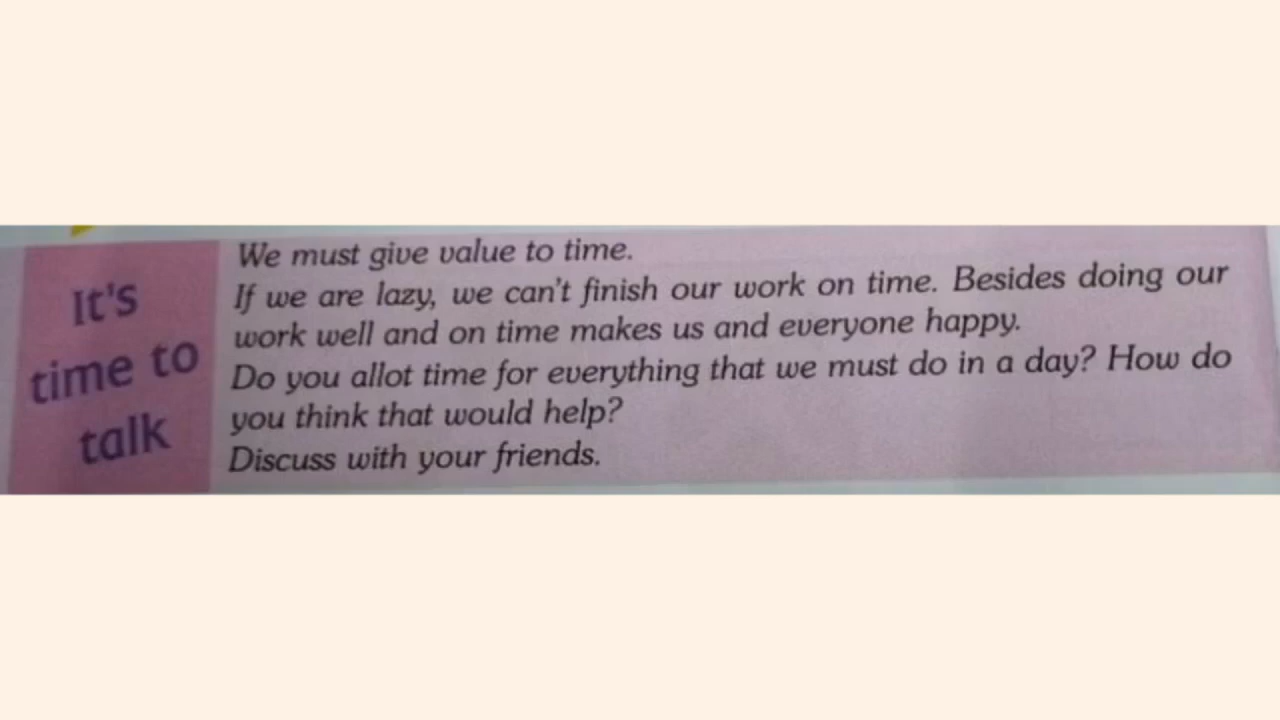 It's
time to
talk
We must give value to time.
If we are lazy, we can't finish our work on time. Besides doing our
work well and on time makes us and everyone happy.
Do you allot time for everything that we must do in a day? How do
you think that would help?
Discuss with your friends.